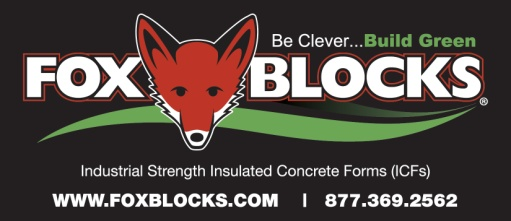 Be Clever...Build Green
FOX BLOCKS®
Industrial Strength Insulated Concrete Forms (ICFs)
WWW.FOXBLOCKS.COM | 877.369.2562